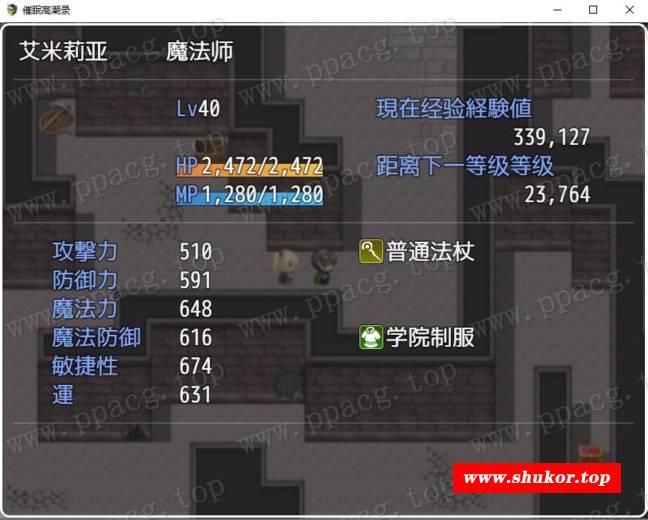 催眠高潮录
艾米莉亚 魔法师
Lv40 現在经验経験値
339,127
HP 2,472/2,472 距离下一等级等级
MP 1,280/1,280 23,764
攻撃力 510 普通法杖
防御力 591
魔法力 648
魔法防御 616 学院制服
敏捷性 674
運 631
www.ppacg.top
www.shukor.top